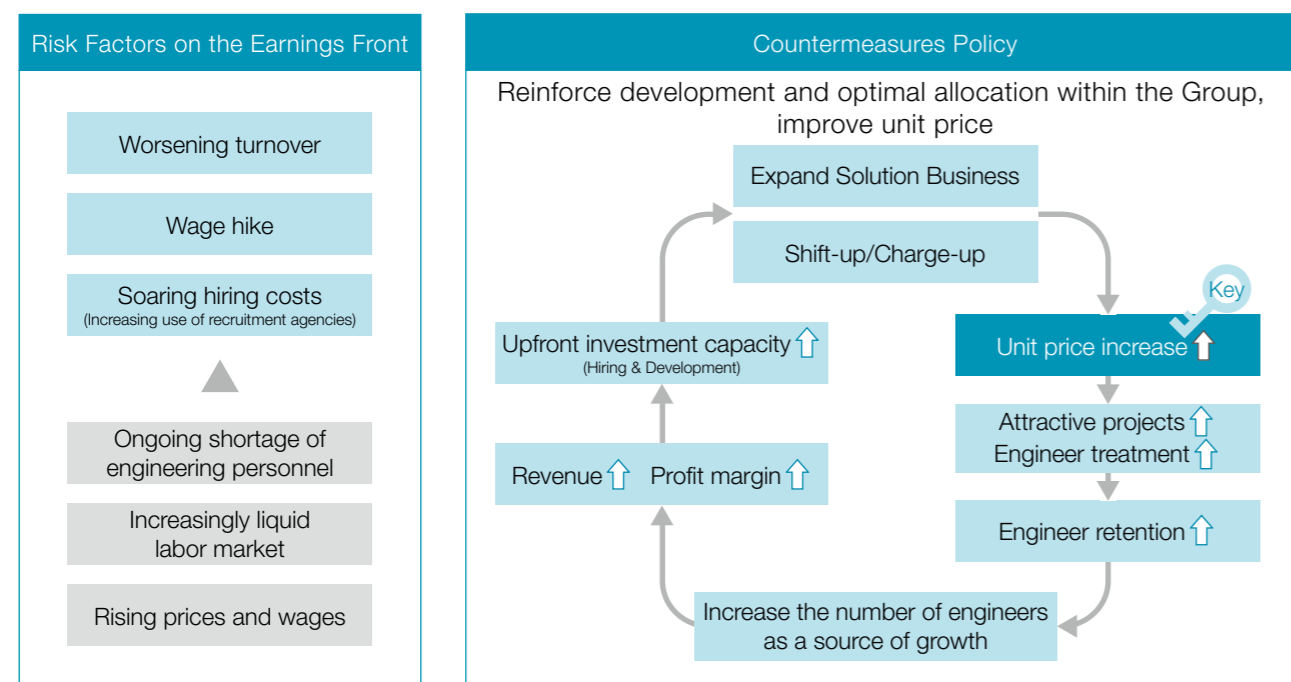 Risk Factors on the Earnings Front
Worsening turnover
Wage hike
Soaring hiring costs
(Increasing use of recruitment agencies)
Ongoing shortage of
engineering personnel
Increasingly liquid
labor market
Rising prices and wages
Countermeasures Policy
Reinforce development and optimal allocation within the Group,
improve unit price
Expand Solution Business
Shift-up/Charge-up
Key
Unit price increase
Attractive projects
Engineer treatment
Engineer retention
Increase the number of engineers
as a source of growth
Revenue Profit margin
Upfront investment capacity
(Hiring & Development)